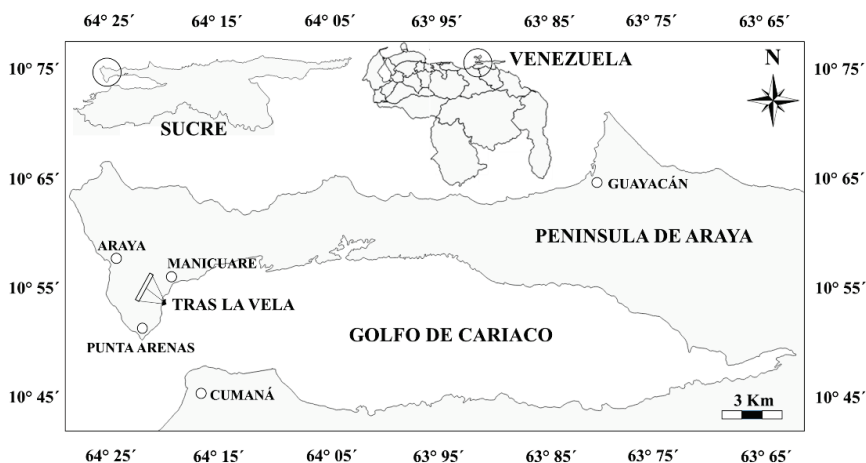 64° 25´ 64° 15´ 64° 05´ 63° 95´ 63° 85´ 63° 75´ 63° 65´
10° 75´ 10° 75´
VENEZUELA
N
SUCRE
10° 65´ GUAYACÁN 10° 65´
PENINSULA DE ARAYA
ARAYA
MANICUARE
10° 55´ 10° 55´
TRAS LA VELA
GOLFO DE CARIACO
PUNTA ARENAS
10° 45´ CUMANÁ 10° 45´
3 Km
64° 25´ 64° 15´ 64° 05´ 63° 95´ 63° 85´ 63° 75´ 63° 65´